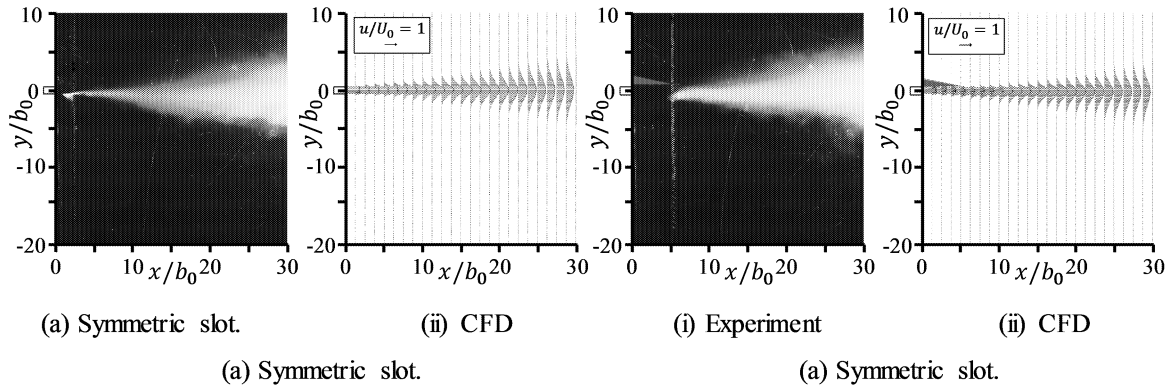 10
0
-10
-20
y/b₀
0
10
20
30
x/b₀
10
0
-10
-20
y/b₀
u/U₀ = 1
→
0
10
20
30
x/b₀
10
0
-10
-20
y/b₀
0
10
20
30
x/b₀
10
0
-10
-20
y/b₀
u/U₀ = 1
→
0
10
20
30
x/b₀
(a) Symmetric slot.
(ii) CFD
(i) Experiment
(ii) CFD
(a) Symmetric slot.
(a) Symmetric slot.